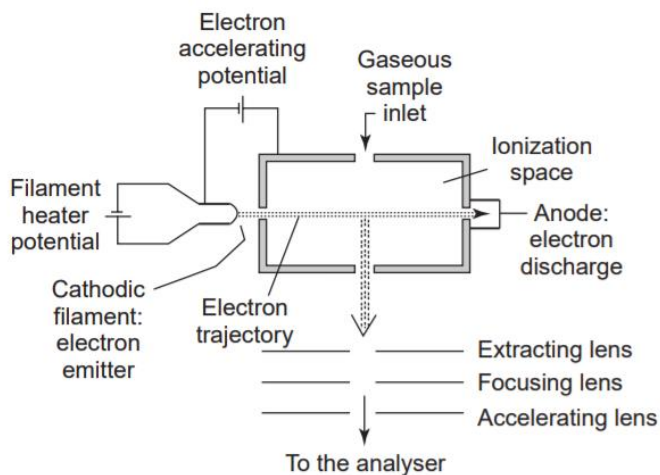 Electron
accelerating
potential
Gaseous
sample
inlet
Ionization
space
Filament
heater
potential
Anode:
electron
discharge
Cathodic
filament:
electron
emitter
Electron
trajectory
Extracting lens
Focusing lens
Accelerating lens
To the analyser